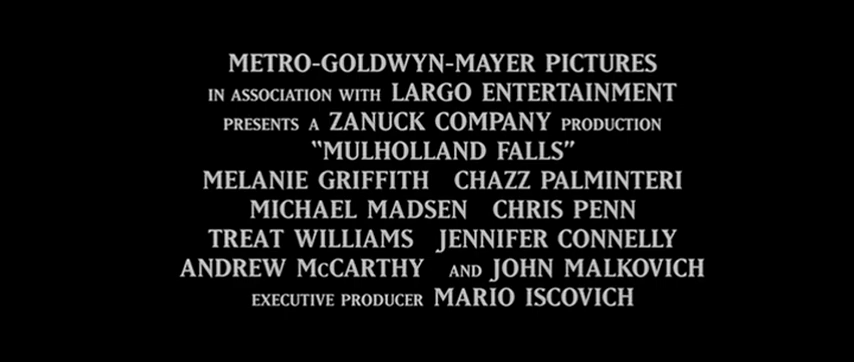 METRO-GOLDWYN-MAYER PICTURES
IN ASSOCIATION WITH LARGO ENTERTAINMENT
PRESENTS A ZANUCK COMPANY PRODUCTION
"MULHOLLAND FALLS"
MELANIE GRIFFITH CHAZZ PALMINTERI
MICHAEL MADSEN CHRIS PENN
TREAT WILLIAMS JENNIFER CONNELLY
ANDREW McCARTHY AND JOHN MALKOVICH
EXECUTIVE PRODUCER MARIO ISCOVICH